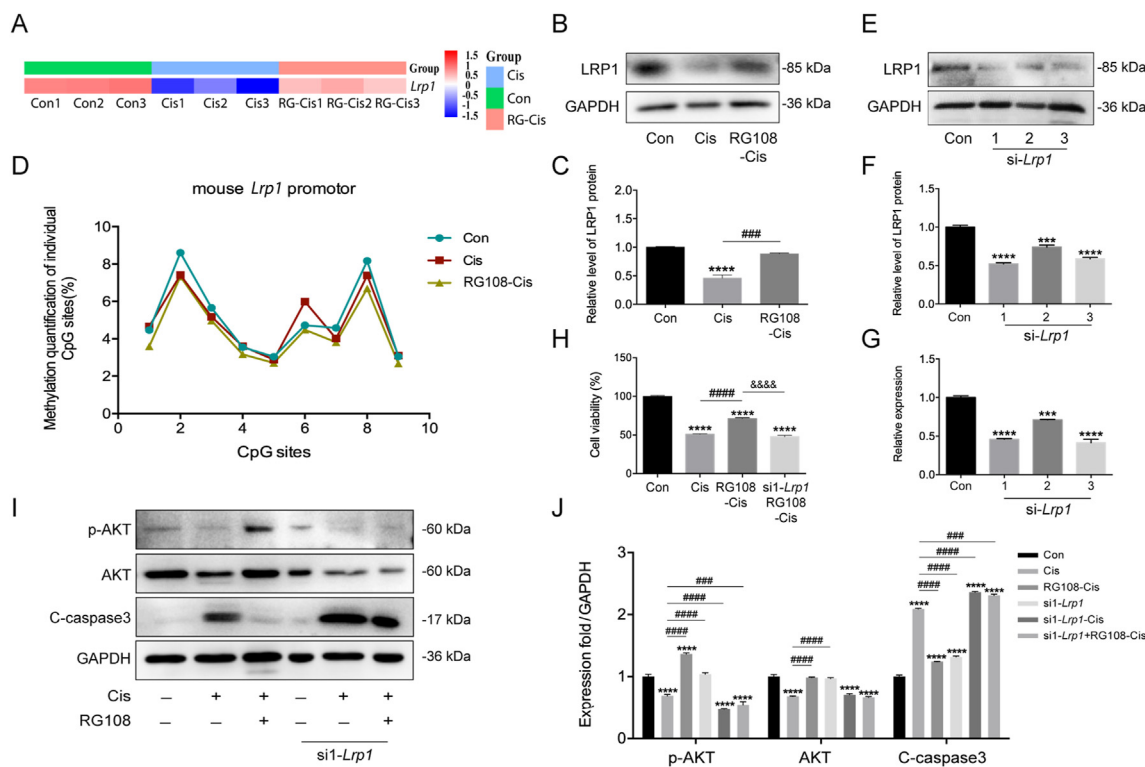 A
Group
Lrp1
Con1 Con2 Con3 Cis1 Cis2 Cis3 RG-Cis1 RG-Cis2 RG-Cis3
1.5
1
0.5
0
-0.5
-1
-1.5
Group
Cis
Con
RG-Cis
B
LRP1
-85 kDa
GAPDH
-36 kDa
Con Cis RG108
-Cis
E
LRP1
-85 kDa
GAPDH
-36 kDa
Con 1 2 3
si-Lrp1
D
mouse Lrp1 promotor
Methylation quantification of individual
CpG sites(%)
10
8
6
4
2
0
0 2 4 6 8 10
CpG sites
Con
Cis
RG108-Cis
C
Relative level of LRP1 protein
2.0
1.5
1.0
0.5
0.0
###
****
Con Cis RG108
-Cis
F
Relative level of LRP1 protein
1.5
1.0
0.5
0.0
**** *** ****
Con 1 2 3
si-Lrp1
H
Cell viability (%)
150
100
50
0
#### &&&&
**** **** ****
Con Cis RG108
-Cis
si1-Lrp1
RG108
-Cis
G
Relative expression
1.5
1.0
0.5
0.0
**** *** ****
Con 1 2 3
si-Lrp1
I
p-AKT
-60 kDa
AKT
-60 kDa
C-caspase3
-17 kDa
GAPDH
-36 kDa
Cis – + + – + +
RG108 – – + – – +
si1-Lrp1
J
Expression fold/GAPDH
3
2
1
0
###
####
####
####
**** **** **** ****
####
####
**** **** ****
###
####
####
####
**** **** **** **** ****
p-AKT AKT C-caspase3
Con
Cis
RG108-Cis
si1-Lrp1
si1-Lrp1-Cis
si1-Lrp1+RG108-Cis